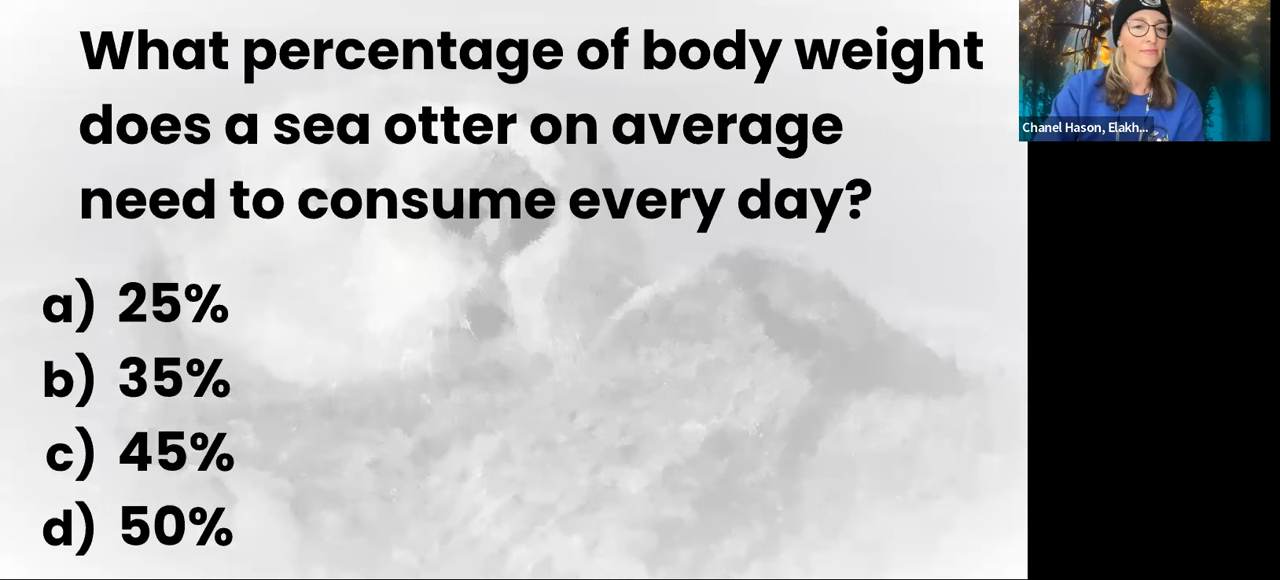 What percentage of body weight
does a sea otter on average
need to consume every day?
a) 25%
b) 35%
c) 45%
d) 50%
Chanel Hason, Elakh...